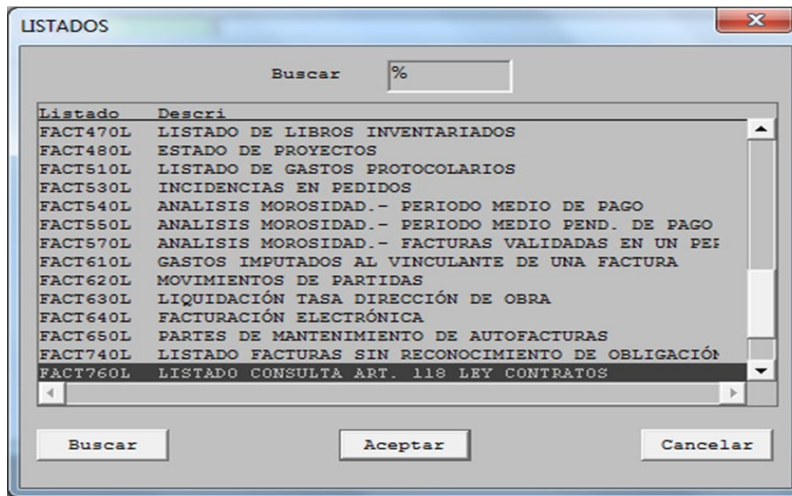 LISTADOS
Buscar %
Listado Descri
FACT470L LISTADO DE LIBROS INVENTARIADOS
FACT480L ESTADO DE PROYECTOS
FACT510L LISTADO DE GASTOS PROTOCOLARIOS
FACT530L INCIDENCIAS EN PEDIDOS
FACT540L ANALISIS MOROSIDAD.- PERIODO MEDIO DE PAGO
FACT550L ANALISIS MOROSIDAD.- PERIODO MEDIO PEND. DE PAGO
FACT570L ANALISIS MOROSIDAD.- FACTURAS VALIDADAS EN UN
FACT610L GASTOS IMPUTADOS AL VINCULANTE DE UNA FACTURA
FACT620L MOVIMIENTOS DE PARTIDAS
FACT630L LIQUIDACIÓN TASA DIRECCIÓN DE OBRA
FACT640L FACTURACIÓN ELECTRÓNICA
FACT650L PARTES DE MANTENIMIENTO DE AUTOFACTURAS
FACT740L LISTADO FACTURAS SIN RECONOCIMIENTO DE OBLIGACIÓN
FACT760L LISTADO CONSULTA ART. 118 LEY CONTRATOS
Buscar Aceptar Cancelar